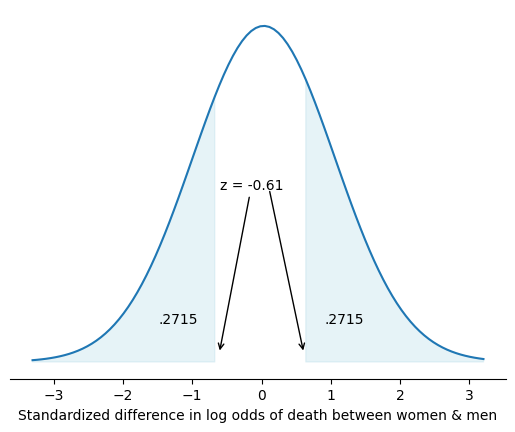 z = -0.61
.2715 .2715
−3 −2 −1 0 1 2 3
Standardized difference in log odds of death between women & men